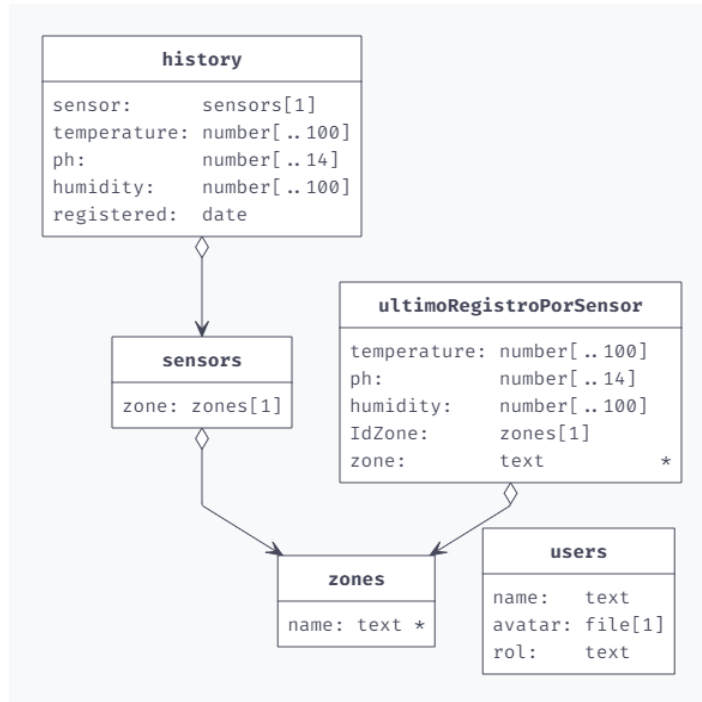 history
sensor: sensors[1]
temperature: number[..100]
ph: number[..14]
humidity: number[..100]
registered: date
ultimoRegistroPorSensor
temperature: number[..100]
ph: number[..14]
humidity: number[..100]
IdZone: zones[1]
zone: text *
sensors
zone: zones[1]
zones
name: text *
users
name: text
avatar: file[1]
rol: text